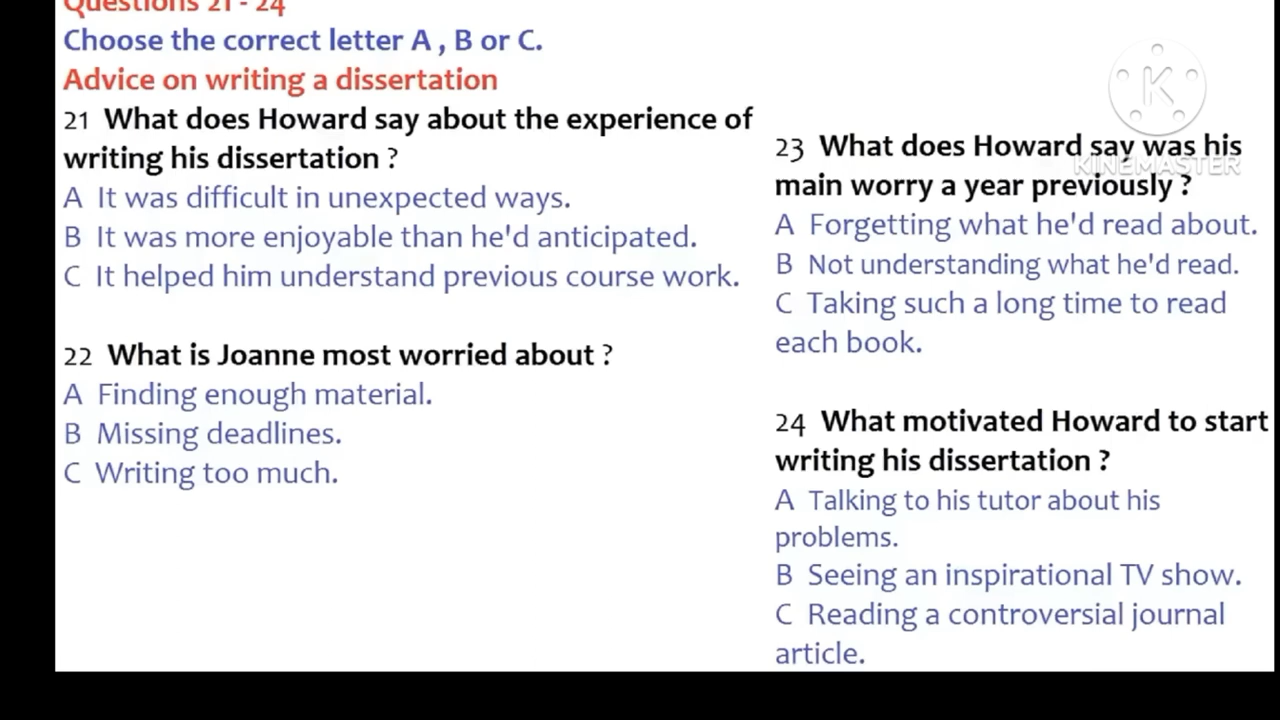 Questions 21 - 24
Choose the correct letter A , B or C.
Advice on writing a dissertation
21 What does Howard say about the experience of
writing his dissertation ?
A It was difficult in unexpected ways.
B It was more enjoyable than he'd anticipated.
C It helped him understand previous course work.
22 What is Joanne most worried about ?
A Finding enough material.
B Missing deadlines.
C Writing too much.
K
KINEMASTER
23 What does Howard say was his
main worry a year previously ?
A Forgetting what he'd read about.
B Not understanding what he'd read.
C Taking such a long time to read
each book.
24 What motivated Howard to start
writing his dissertation ?
A Talking to his tutor about his
problems.
B Seeing an inspirational TV show.
C Reading a controversial journal
article.